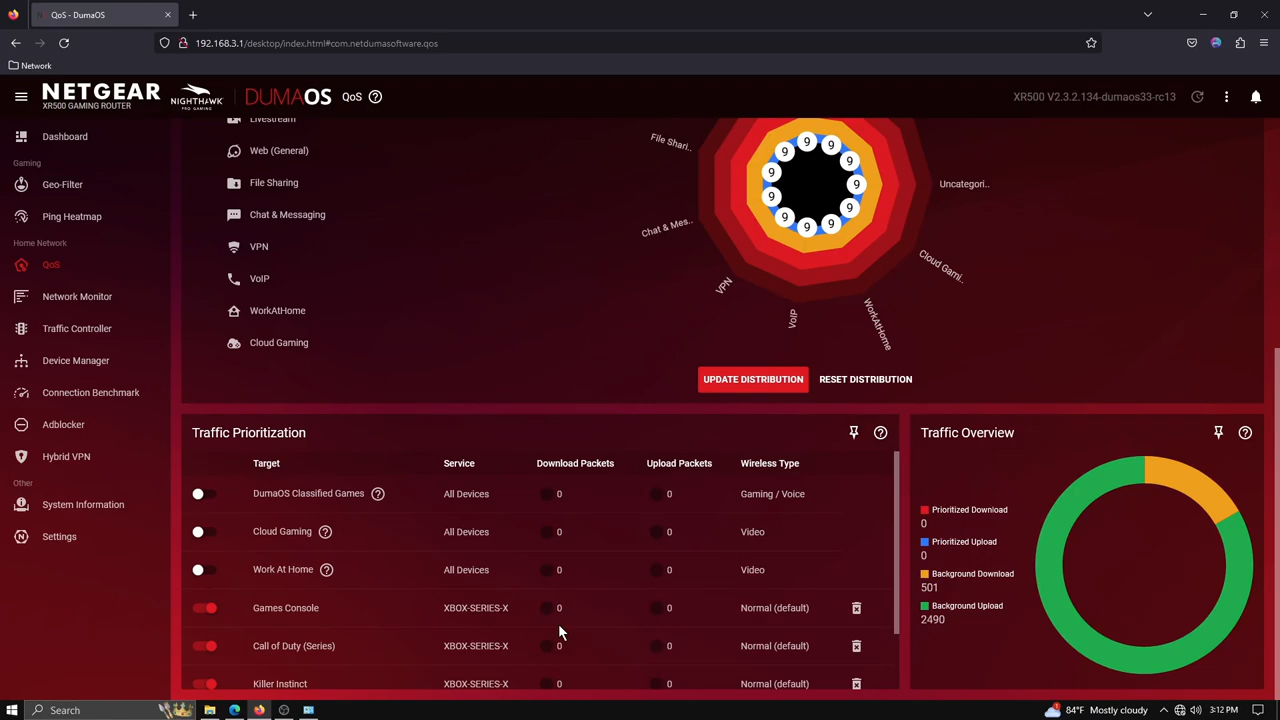 QoS - DumaOS
192.168.3.1/desktop/index.html#com.netdumasoftware.qos
Network
NETGEAR
XR500 GAMING ROUTER
NIGHTHAWK
PRO GAMING
DUMAOS
QoS
XR500 V2.3.2.134-dumaos33-rc13
Dashboard
Gaming
Geo-Filter
Ping Heatmap
Home Network
QoS
Network Monitor
Traffic Controller
Device Manager
Connection Benchmark
Adblocker
Hybrid VPN
Other
System Information
Settings
Livestream
Web (General)
File Sharing
Chat & Messaging
VPN
VoIP
WorkAtHome
Cloud Gaming
File Shari..
Chat & Mes..
VPN
VoIP
WorkAtHome
Cloud Gami..
Uncategori..
9 9 9 9 9 9 9 9 9 9 9
UPDATE DISTRIBUTION RESET DISTRIBUTION
Traffic Prioritization
Target Service Download Packets Upload Packets Wireless Type
DumaOS Classified Games All Devices 0 0 Gaming / Voice
Cloud Gaming All Devices 0 0 Video
Work At Home All Devices 0 0 Video
Games Console XBOX-SERIES-X 0 0 Normal (default)
Call of Duty (Series) XBOX-SERIES-X 0 0 Normal (default)
Killer Instinct XBOX-SERIES-X 0 0 Normal (default)
Traffic Overview
Prioritized Download
0
Prioritized Upload
0
Background Download
501
Background Upload
2490
Search
84°F Mostly cloudy
3:12 PM